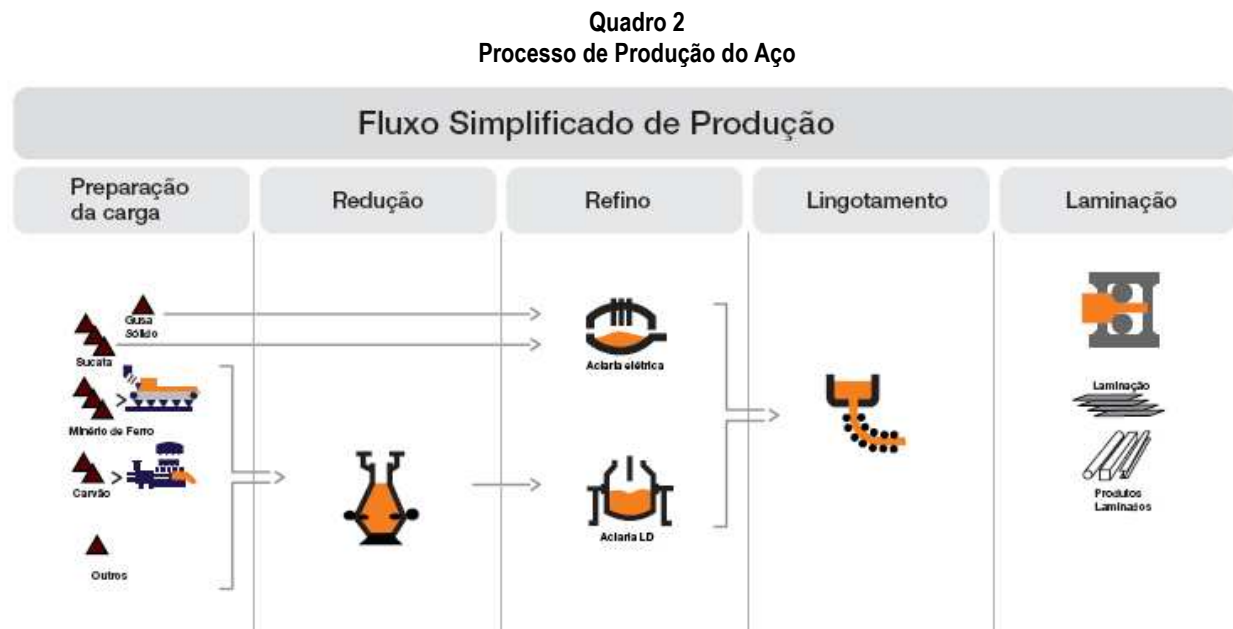 Quadro 2
Processo de Produção do Aço
Fluxo Simplificado de Produção
Preparação
da carga
Redução
Refino
Lingotamento
Laminação
Gusa
Sólido
Sucata
Minério de Ferro
Carvão
Outros
Aciaria elétrica
Aciaria LD
Laminação
Produtos
Laminados